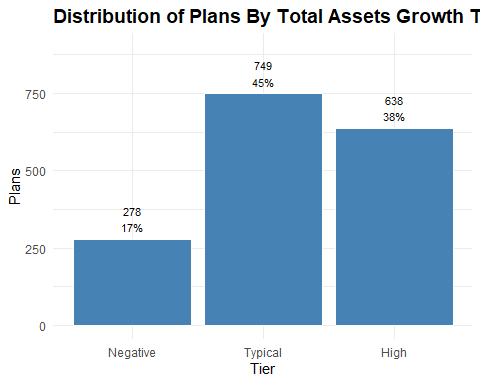 Distribution of Plans By Total Assets Growth T
749
45%
638
38%
278
17%
750
500
250
0
Plans
Negative
Typical
High
Tier